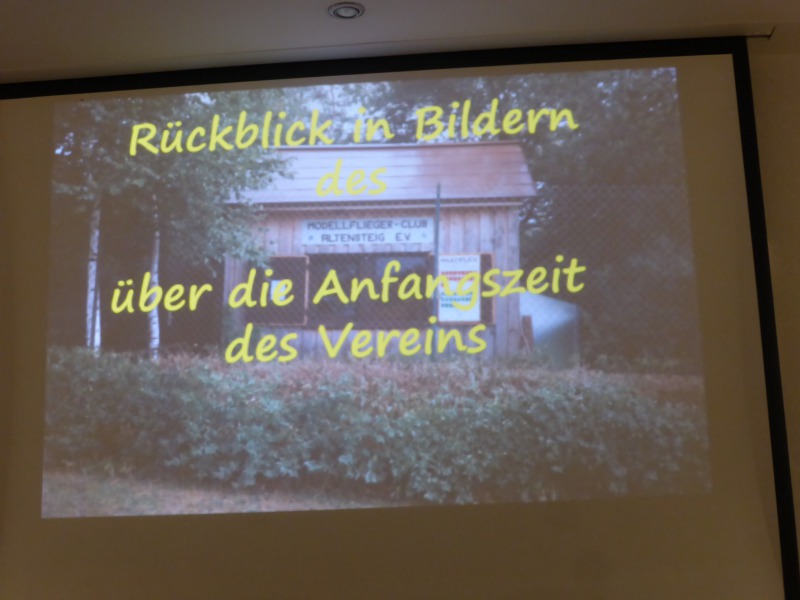 Rückblick in Bildern
des
MODELLFLIEGER-CLUB
ALTENSTEIG E.V.
über die Anfangszeit
des Vereins